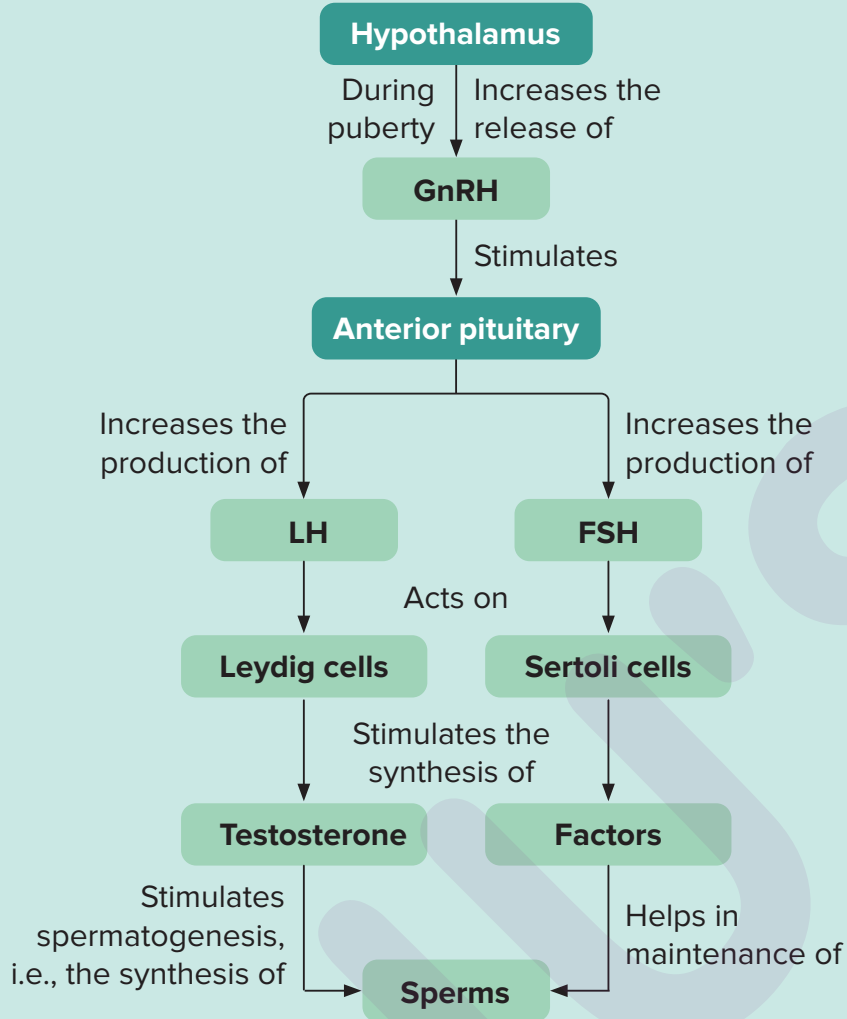 Hypothalamus
During
puberty
Increases the
release of
GnRH
Stimulates
Anterior pituitary
Increases the
production of
Increases the
production of
LH
FSH
Acts on
Leydig cells
Sertoli cells
Stimulates the
synthesis of
Testosterone
Factors
Stimulates
spermatogenesis,
i.e., the synthesis of
Helps in
maintenance of
Sperms